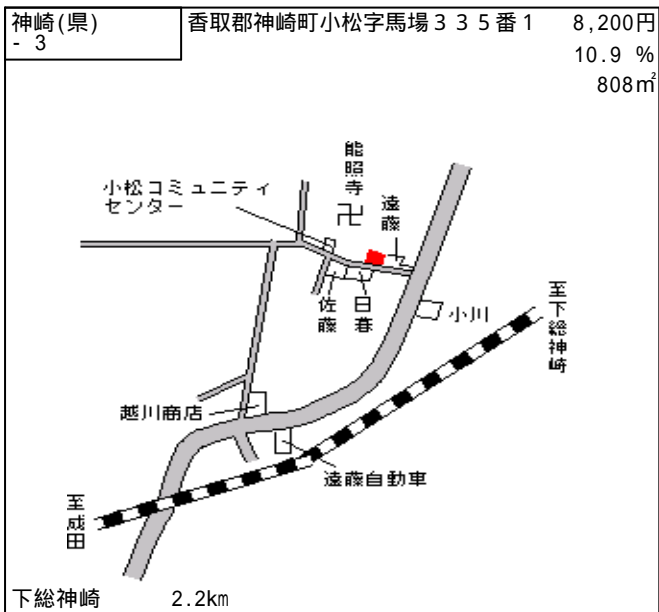 神崎(県)
- 3
香取郡神崎町小松字馬場３３５番１
8,200円
10.9 %
808㎡
能照寺
小松コミュニティ
センター
遠藤
佐藤
日暮
小川
至下総神崎
越川商店
遠藤自動車
至成田
下総神崎 2.2km